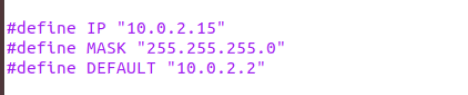 #define IP "10.0.2.15"
#define MASK "255.255.255.0"
#define DEFAULT "10.0.2.2"